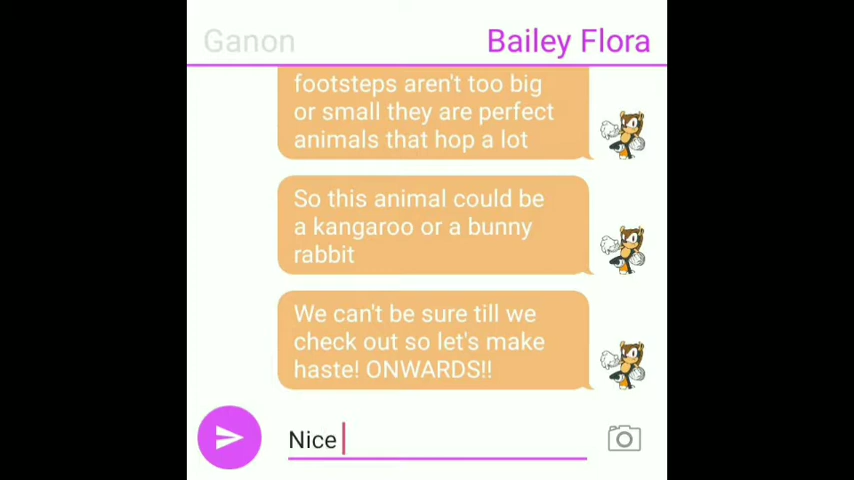 Ganon
Bailey Flora
footsteps aren't too big
or small they are perfect
animals that hop a lot
So this animal could be
a kangaroo or a bunny
rabbit
We can't be sure till we
check out so let's make
haste! ONWARDS!!
Nice